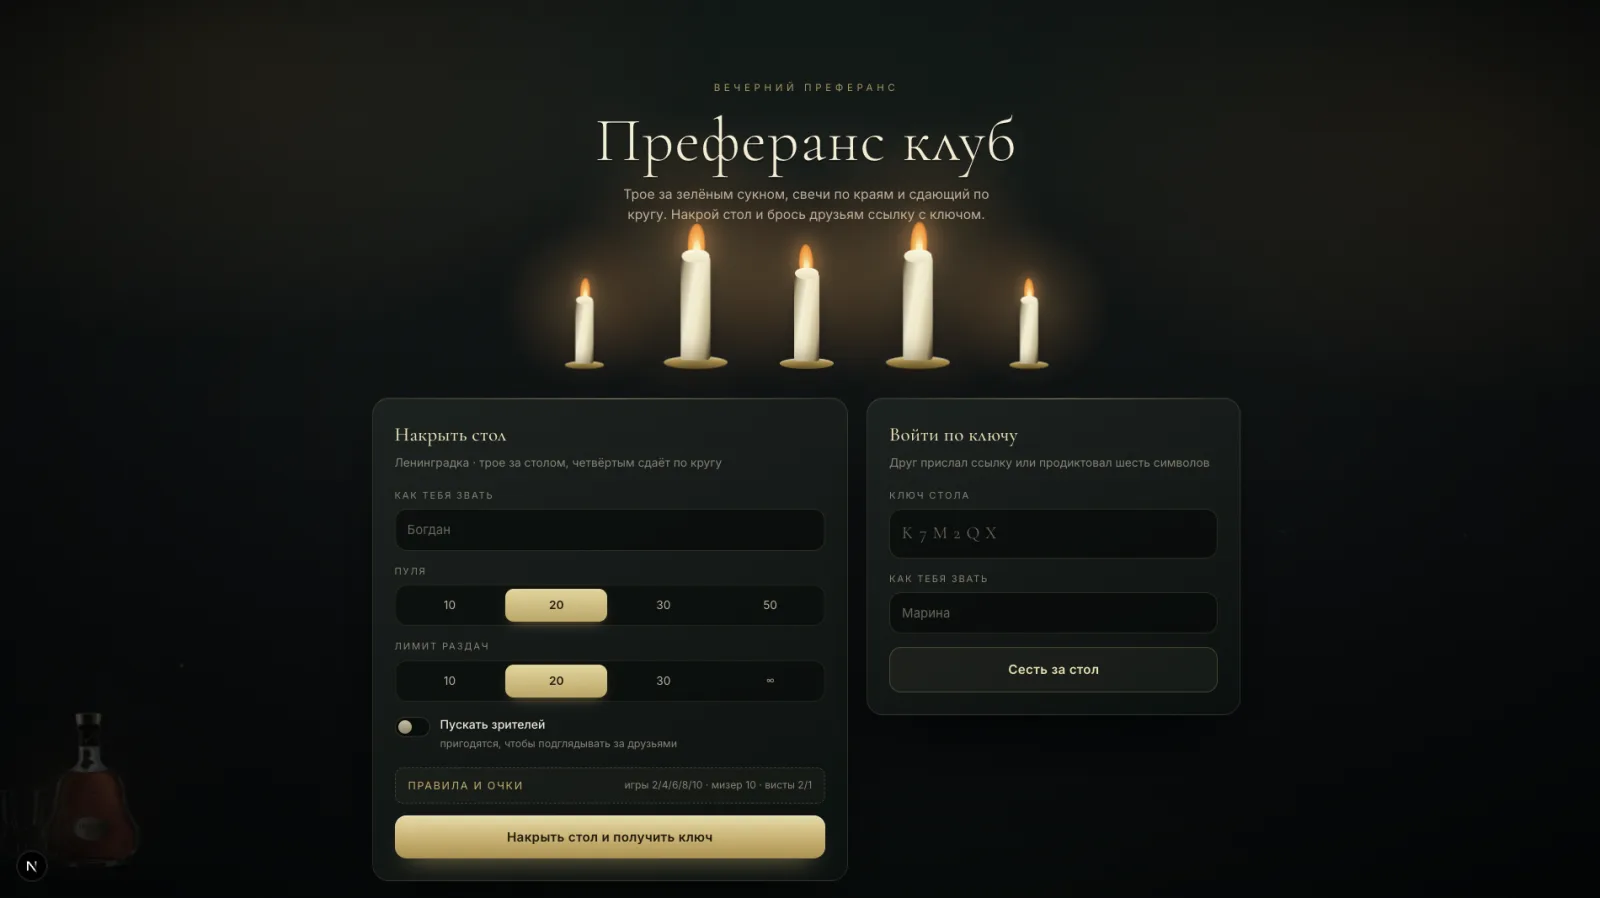 ВЕЧЕРНИЙ ПРЕФЕРАНС
Преферанс клуб
Трое за зелёным сукном, свечи по краям и сдающий по
кругу. Накрой стол и брось друзьям ссылку с ключом.
Накрыть стол
Ленинградка · трое за столом, четвёртым сдаёт по кругу
КАК ТЕБЯ ЗВАТЬ
Богдан
ПУЛЯ
10 20 30 50
ЛИМИТ РАЗДАЧ
10 20 30 ∞
Пускать зрителей
пригодятся, чтобы подглядывать за друзьями
ПРАВИЛА И ОЧКИ игры 2/4/6/8/10 · мизер 10 · висты 2/1
Накрыть стол и получить ключ
Войти по ключу
Друг прислал ссылку или продиктовал шесть символов
КЛЮЧ СТОЛА
K7M2QX
КАК ТЕБЯ ЗВАТЬ
Марина
Сесть за стол
N